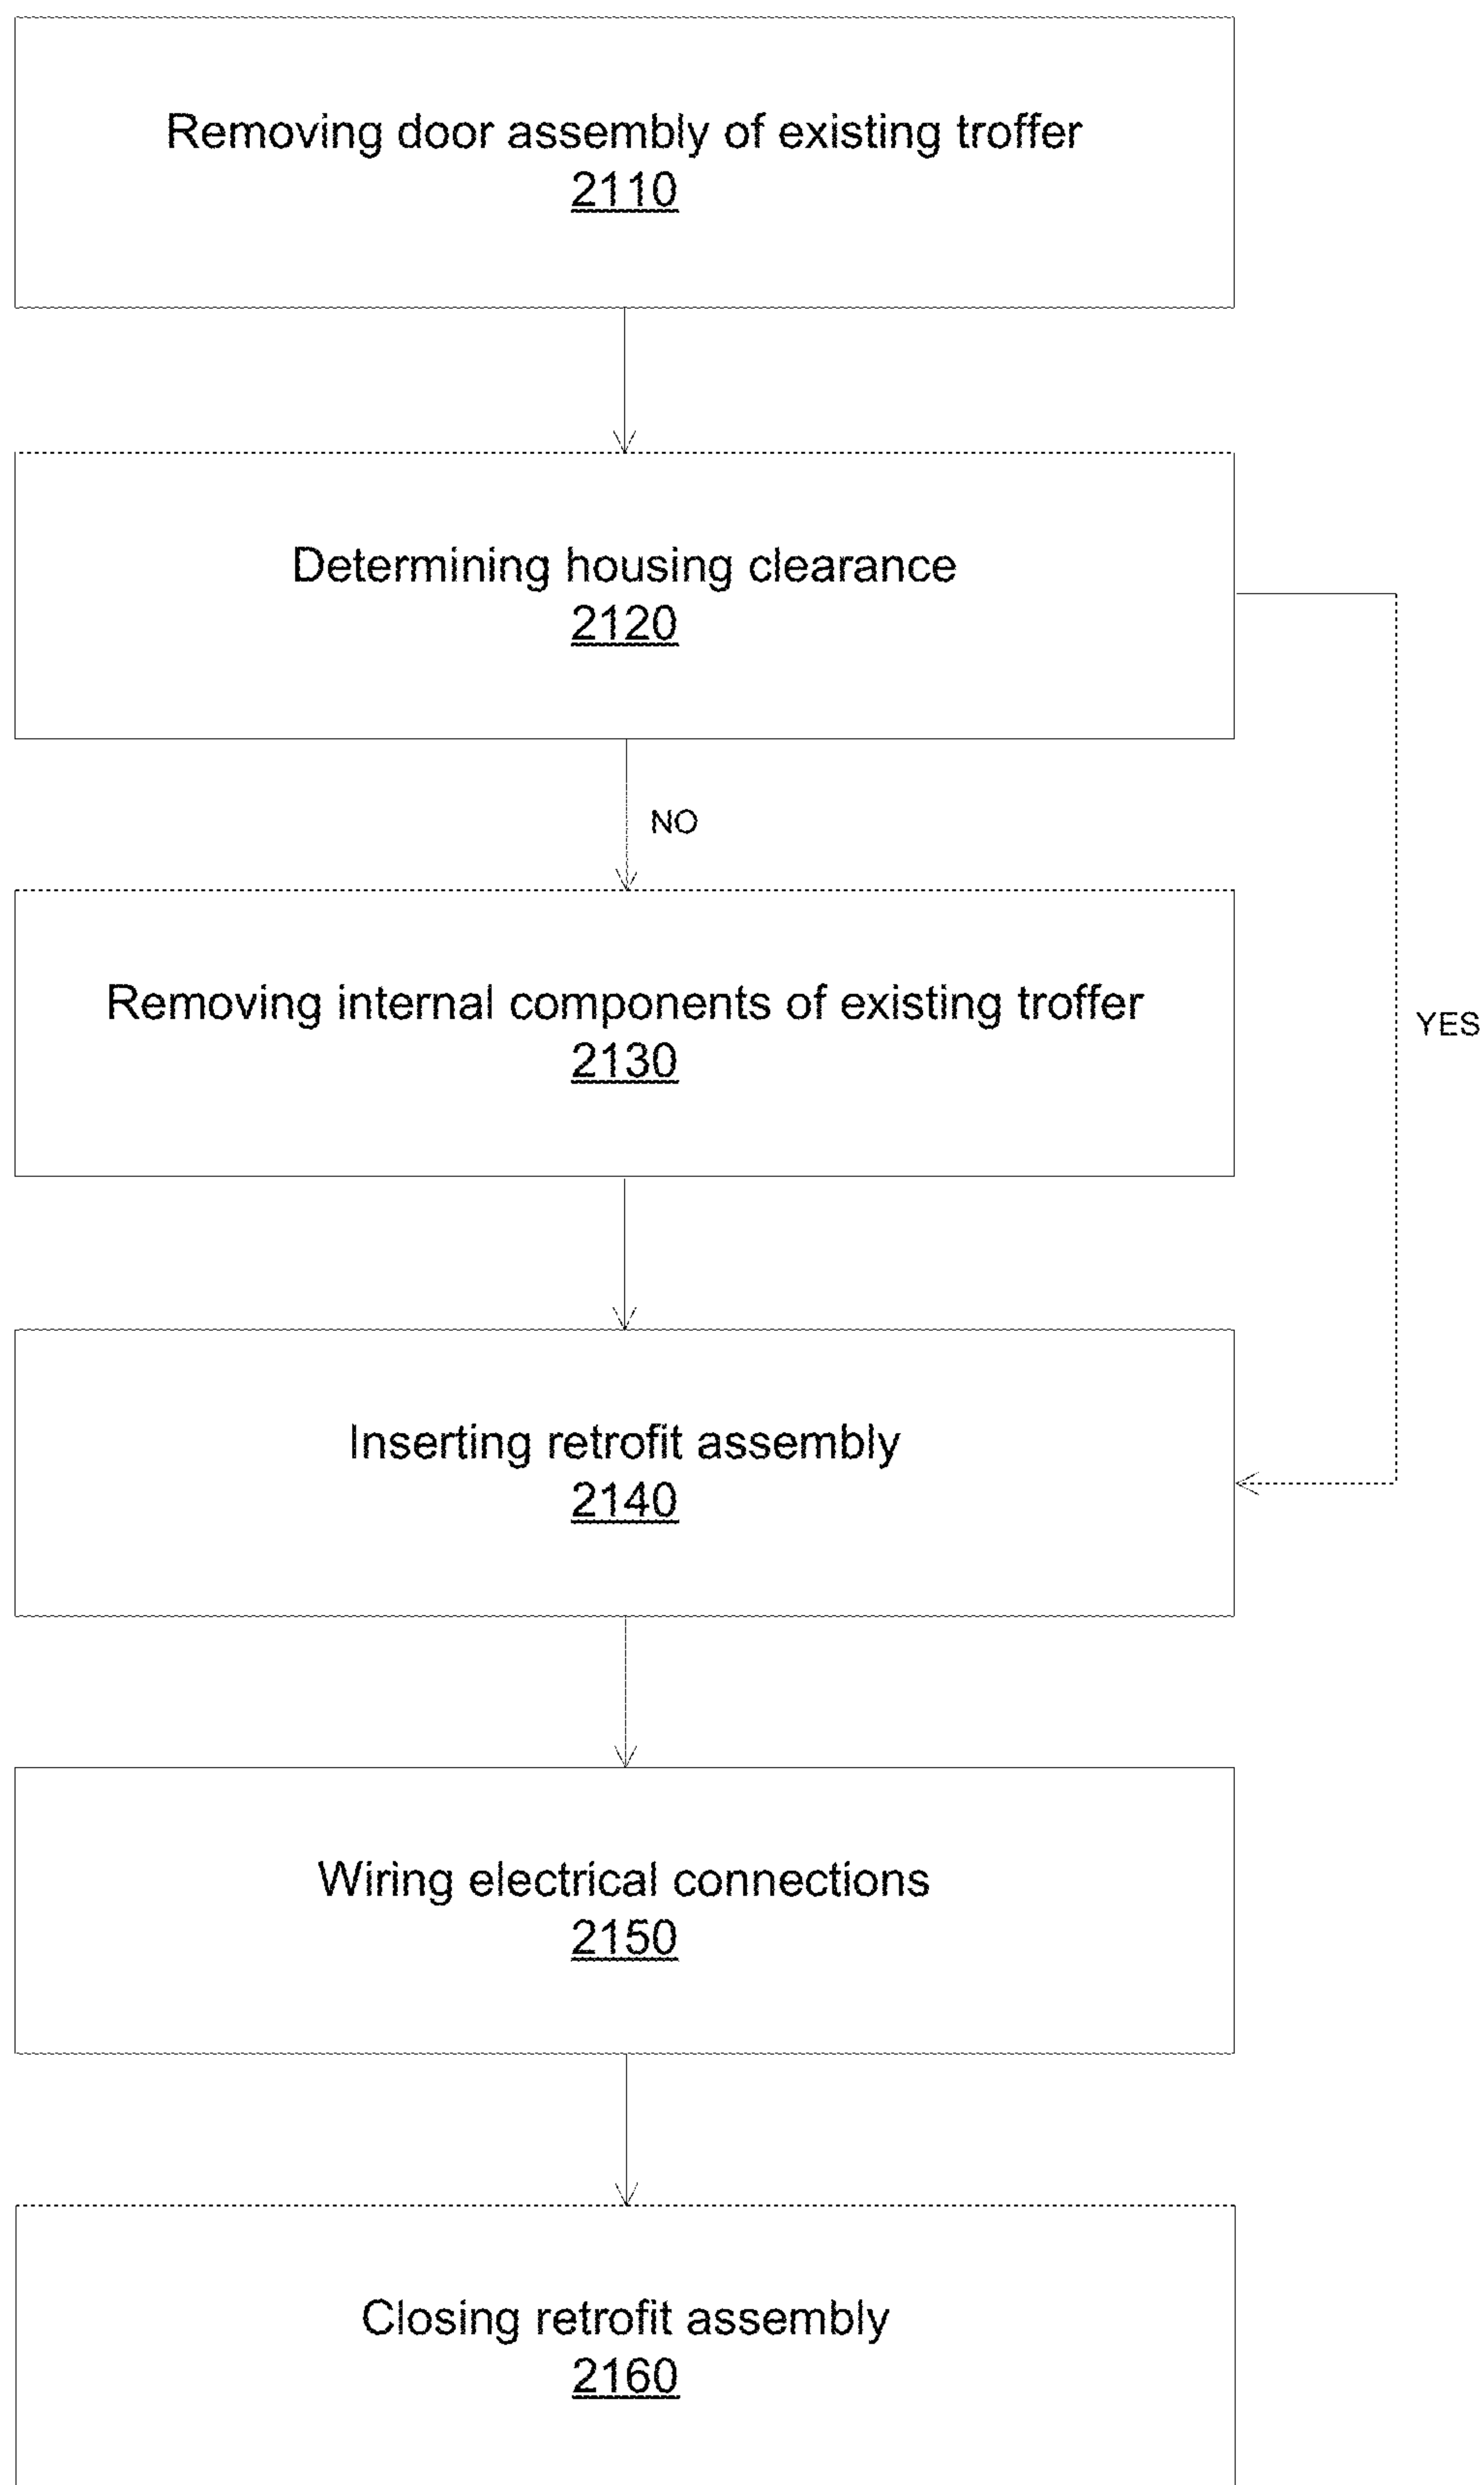 Removing door assembly of existing troffer
2110
Determining housing clearance
2120
NO
Removing internal components of existing troffer
2130
YES
Inserting retrofit assembly
2140
Wiring electrical connections
2150
Closing retrofit assembly
2160